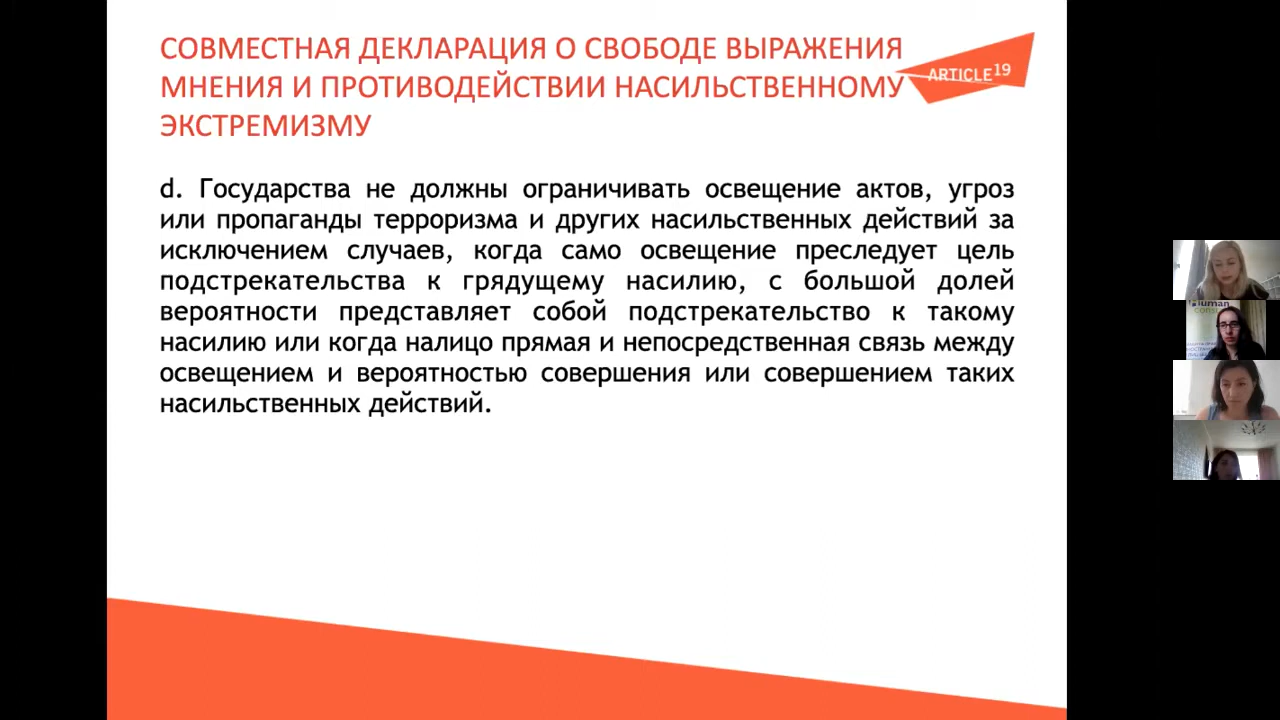 СОВМЕСТНАЯ ДЕКЛАРАЦИЯ О СВОБОДЕ ВЫРАЖЕНИЯ
МНЕНИЯ И ПРОТИВОДЕЙСТВИИ НАСИЛЬСТВЕННОМУ
ЭКСТРЕМИЗМУ
ARTICLE19
d. Государства не должны ограничивать освещение актов, угроз
или пропаганды терроризма и других насильственных действий за
исключением случаев, когда само освещение преследует цель
подстрекательства к грядущему насилию, с большой долей
вероятности представляет собой подстрекательство к такому
насилию или когда налицо прямая и непосредственная связь между
освещением и вероятностью совершения или совершением таких
насильственных действий.